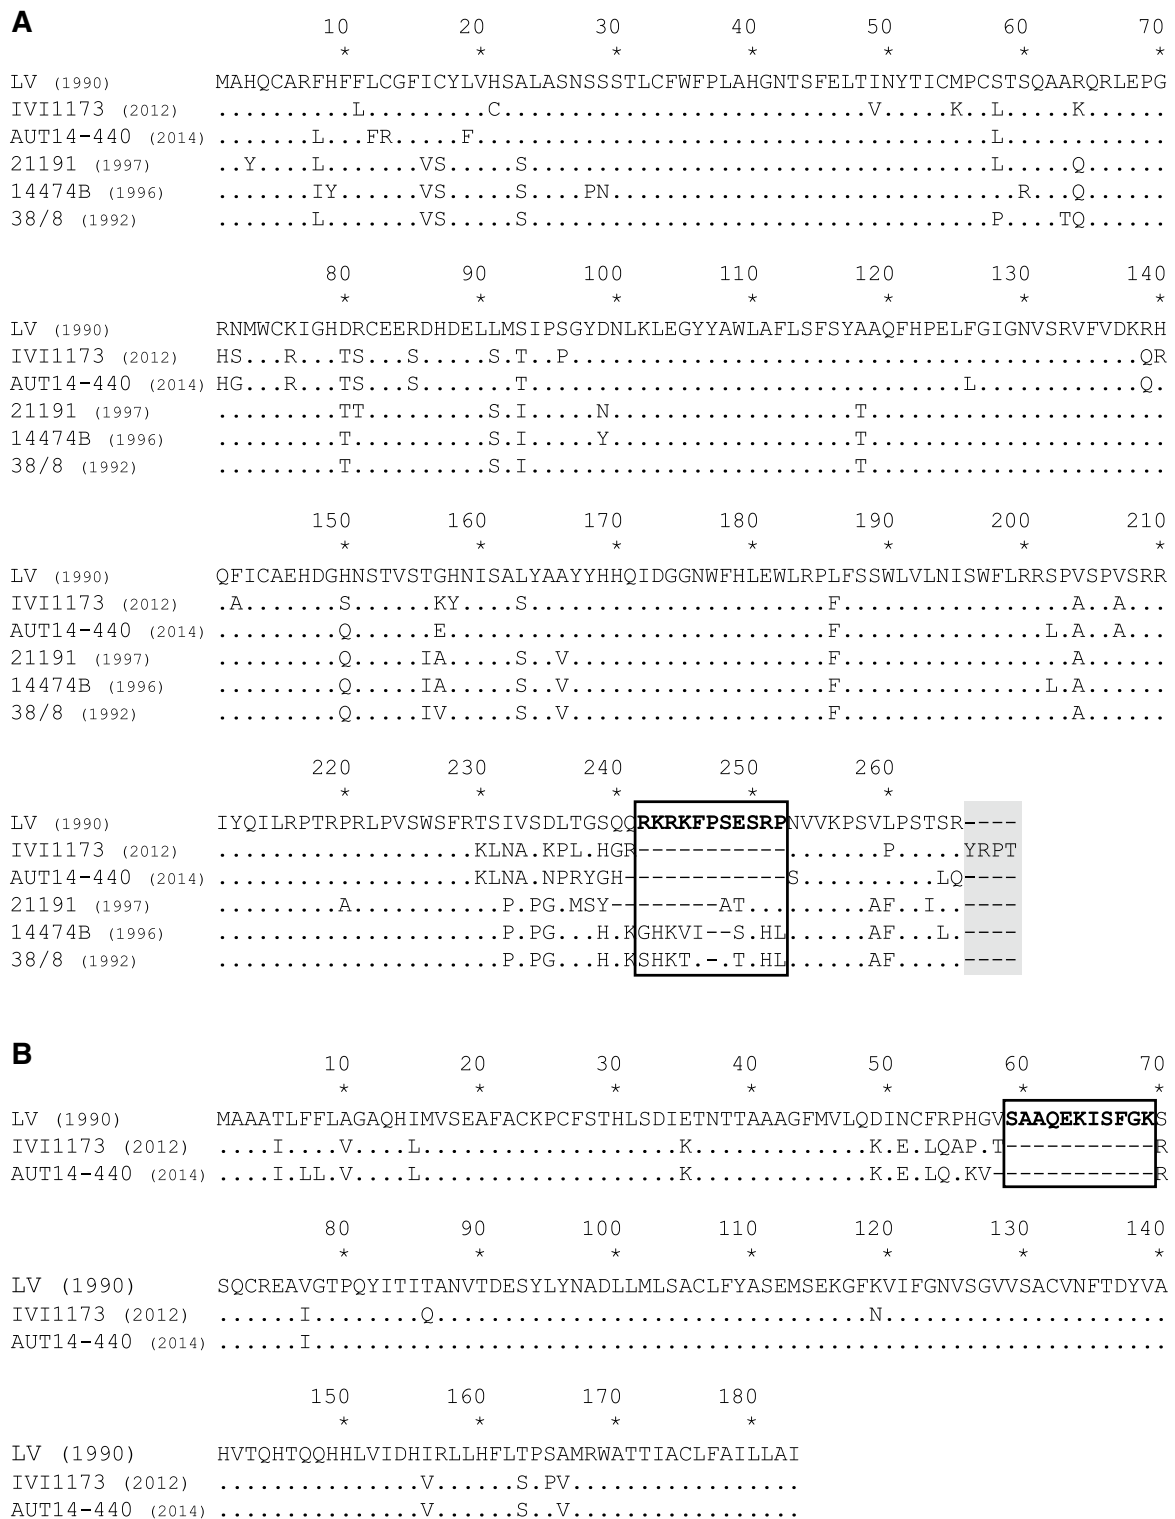 A
10 20 30 40 50 60 70
* * * * * * *
LV (1990) MAHQCARFHFFLCGFICYLVHSALASNSSSTLCFWFPLAHGNTSFELTINYTICMPCSTSQAARQRLEPG
IVI1173 (2012) ..........L.........C...........................V.....K..L.....K......
AUT14-440 (2014) .......L...FR.....F......................................L............
21191 (1997) ..Y....L.......VS.....S..................................L.....Q......
14474B (1996) .......IY......VS.....S....PN..............................R...Q......
38/8 (1992) .......L.......VS.....S..................................P....TQ......
80 90 100 110 120 130 140
* * * * * * *
LV (1990) RNMWCKIGHDRCEERDHDELLMSIPSGYDNLKLEGYYAWLAFLSFSYAAQFHPELFGIGNVSRVFVDKRH
IVI1173 (2012) HS...R...TS...S.....S.T..P..........................................QR
AUT14-440 (2014) HG...R...TS...S.......T................................L............Q.
21191 (1997) .........TT.........S.I.....N..................T......................
14474B (1996) .........T..........S.I.....Y..................T......................
38/8 (1992) .........T..........S.I........................T......................
150 160 170 180 190 200 210
* * * * * * *
LV (1990) QFICAEHDGHNSTVSTGHNISALYAAYYHHQIDGGNWFHLEWLRPLFSSWLVLNISWFLRRSPVSPVSRR
IVI1173 (2012) .A.......S......KY....S......................F.................A..A...
AUT14-440 (2014) .........Q......E............................F...............L.A..A...
21191 (1997) .........Q.....IA.....S..V...................F.................A......
14474B (1996) .........Q.....IA.....S..V...................F...............L.A......
38/8 (1992) .........Q.....IV.....S..V...................F.................A......
220 230 240 250 260
* * * * *
LV (1990) IYQILRPTRPRLPVSWSFRTSIVSDLTGSQQRKRKFPSESRPNVVKPSVLPSTSR----
IVI1173 (2012) ...................KLNA.KPL.HGR-----------.......P.....YRPT
AUT14-440 (2014) ...................KLNA.NPRYGH------------S..........LQ----
21191 (1997) .........A...........P.PG.MSY--------AT.........AF..I..----
14474B (1996) .....................P.PG...H.KGHKVI--S.HL......AF...L.----
38/8 (1992) .....................P.PG...H.KSHKT.-.T.HL......AF.....----
B
10 20 30 40 50 60 70
* * * * * * *
LV (1990) MAAATLFFLAGAQHIMVSEAFACKPCFSTHLSDIETNTTAAAGFMVLQDINCFRPHGVSAAQEKISFGKS
IVI1173 (2012) ....I....V....L...................K.............K.E.LQAP.T-----------R
AUT14-440 (2014) ....I.LL.V....L...................K.............K.E.LQ.KV------------R
80 90 100 110 120 130 140
* * * * * * *
LV (1990) SQCREAVGTPQYITITANVTDESYLYNADLLMLSACLFYASEMSEKGFKVIFGNVSGVVSACVNFTDYVA
IVI1173 (2012) ......I........Q................................N.....................
AUT14-440 (2014) ......I...............................................................
150 160 170 180
* * * *
LV (1990) HVTQHTQQHHLVIDHIRLLHFLTPSAMRWATTIACLFAILLAI
IVI1173 (2012) ...............V......S.PV.................
AUT14-440 (2014) ...............V......S..V.................